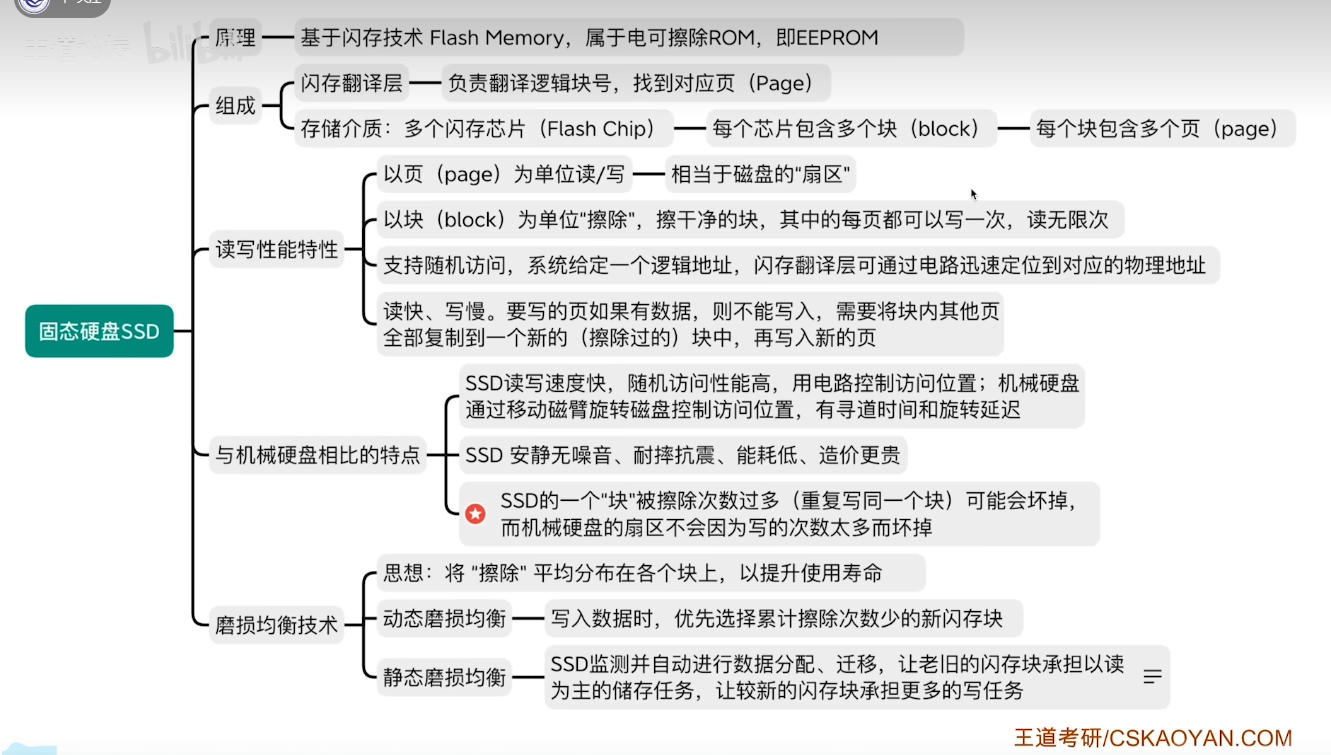 原理
基于闪存技术 Flash Memory，属于电可擦除ROM，即EEPROM
bilibili
组成
闪存翻译层
负责翻译逻辑块号，找到对应页（Page）
存储介质：多个闪存芯片（Flash Chip）
每个芯片包含多个块（block）
每个块包含多个页（page）
固态硬盘SSD
读写性能特性
以页（page）为单位读/写
相当于磁盘的"扇区"
以块（block）为单位"擦除"，擦干净的块，其中的每页都可以写一次，读无限次
支持随机访问，系统给定一个逻辑地址，闪存翻译层可通过电路迅速定位到对应的物理地址
读快、写慢。要写的页如果有数据，则不能写入，需要将块内其他页
全部复制到一个新的（擦除过的）块中，再写入新的页
与机械硬盘相比的特点
SSD读写速度快，随机访问性能高，用电路控制访问位置；机械硬盘
通过移动磁臂旋转磁盘控制访问位置，有寻道时间和旋转延迟
SSD 安静无噪音、耐摔抗震、能耗低、造价更贵
SSD的一个"块"被擦除次数过多（重复写同一个块）可能会坏掉，
而机械硬盘的扇区不会因为写的次数太多而坏掉
磨损均衡技术
思想：将 "擦除" 平均分布在各个块上，以提升使用寿命
动态磨损均衡
写入数据时，优先选择累计擦除次数少的新闪存块
静态磨损均衡
SSD监测并自动进行数据分配、迁移，让老旧的闪存块承担以读
为主的储存任务，让较新的闪存块承担更多的写任务
王道考研/CSKAOYAN.COM